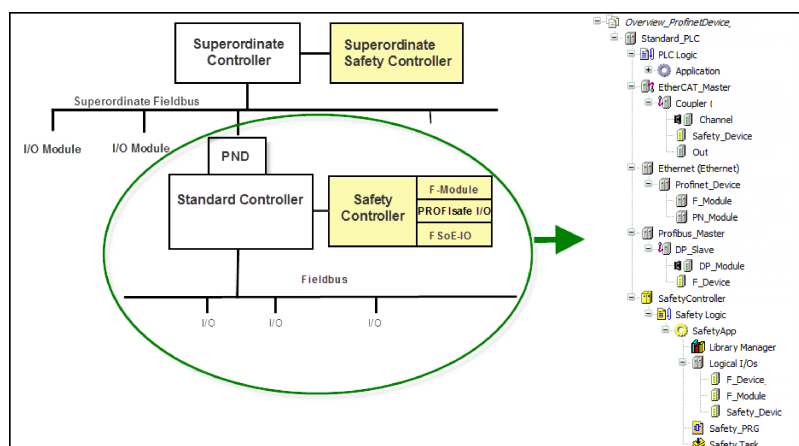 Superordinate
Controller
Superordinate
Safety Controller
Superordinate Fieldbus
I/O Module
I/O Module
PND
Standard Controller
Safety
Controller
F-Module
PROFIsafe I/O
FSoE-IO
Fieldbus
I/O
I/O
I/O
Overview_ProfinetDevice
Standard_PLC
PLC Logic
Application
EtherCAT_Master
Coupler (
Channel
Safety_Device
Out
Ethernet (Ethernet)
Profinet_Device
F_Module
PN_Module
Profibus_Master
DP_Slave
DP_Module
F_Device
SafetyController
Safety Logic
SafetyApp
Library Manager
Logical I/Os
F_Device
F_Module
Safety_Devic
Safety_PRG
Safety Task